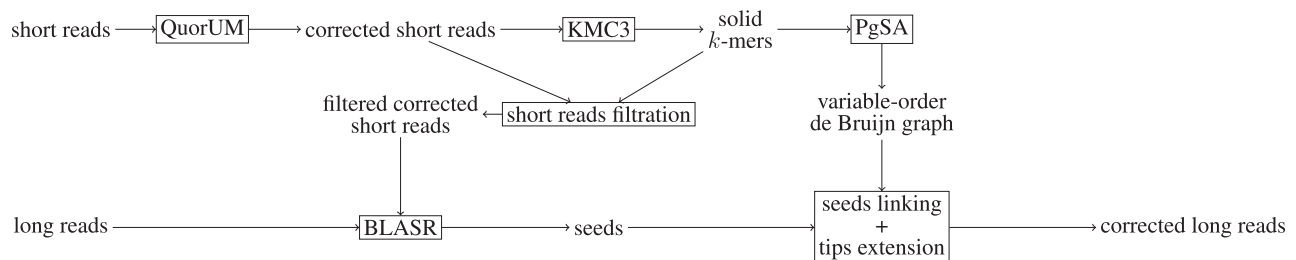 short reads
QuorUM
corrected short reads
KMC3
solid
k-mers
PgSA
filtered corrected
short reads
short reads filtration
variable-order
de Bruijn graph
long reads
BLASR
seeds
seeds linking
+
tips extension
corrected long reads